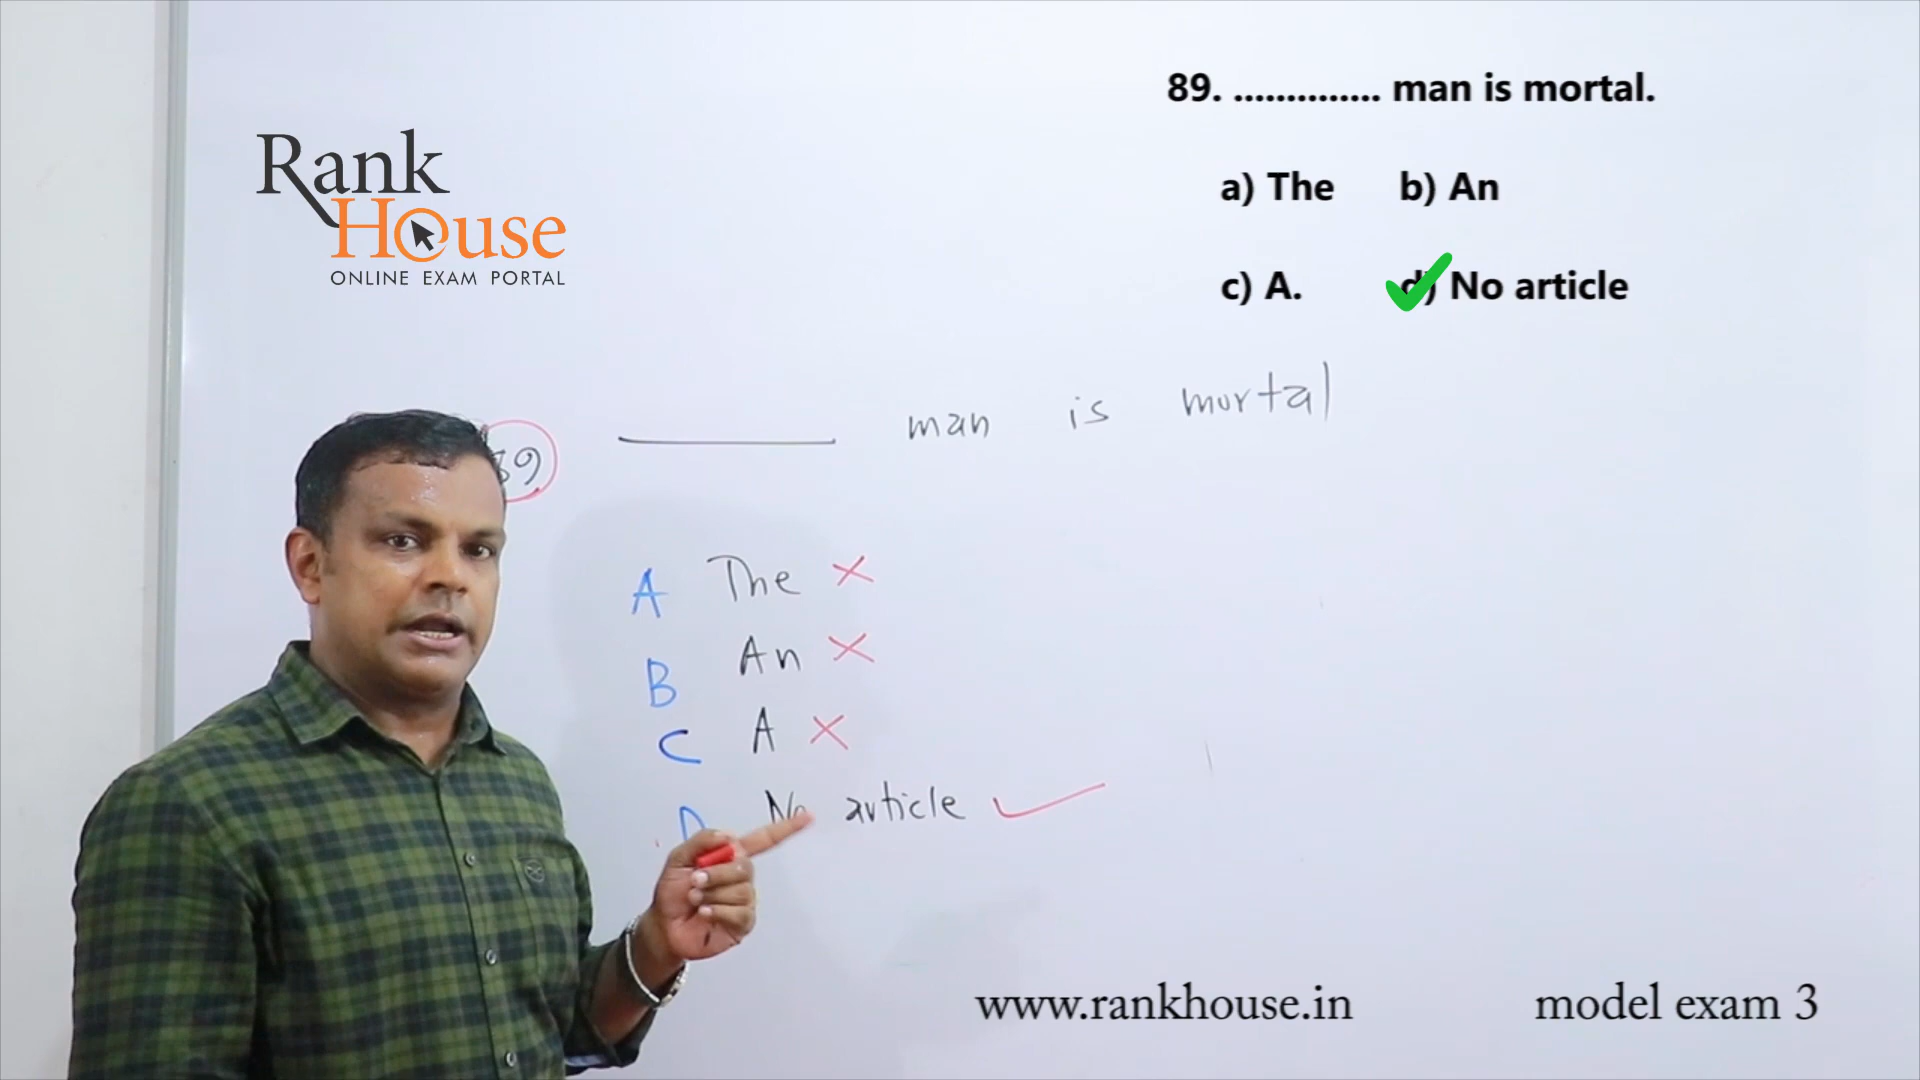 89. .............. man is mortal.
a) The b) An
c) A. d) No article
Rank
House
ONLINE EXAM PORTAL
89 ________ man is mortal
A The ×
B An ×
C A ×
D No article ✓
www.rankhouse.in model exam 3